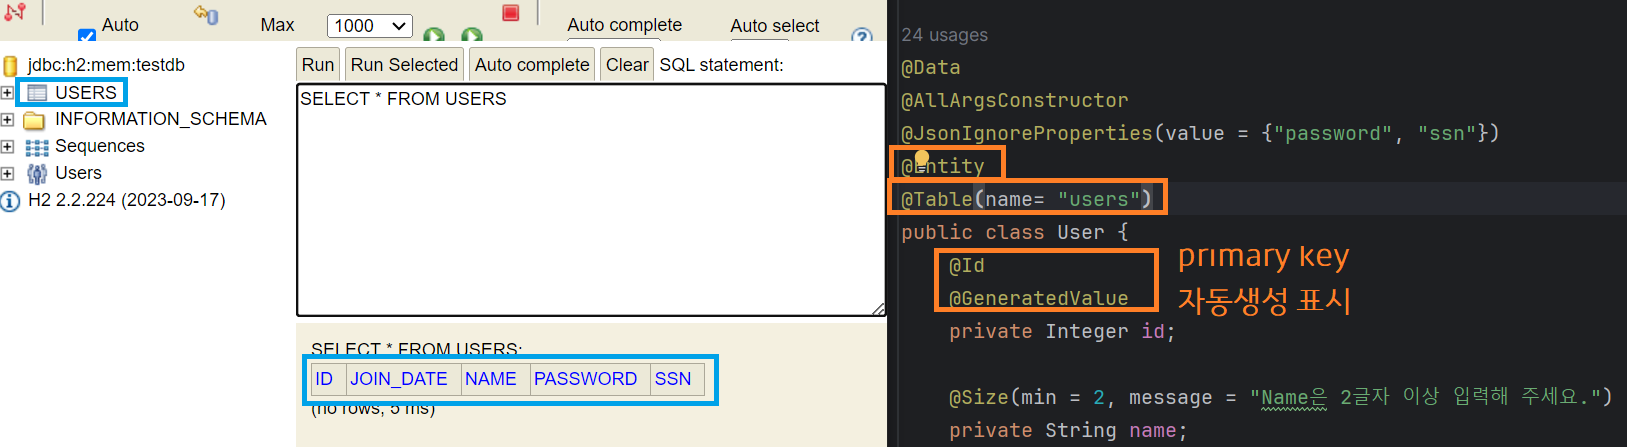 Auto
Max
1000
Auto complete
Auto select
jdbc:h2:mem:testdb
USERS
INFORMATION_SCHEMA
Sequences
Users
H2 2.2.224 (2023-09-17)
Run
Run Selected
Auto complete
Clear
SQL statement:
SELECT * FROM USERS
SELECT * FROM USERS;
ID JOIN_DATE NAME PASSWORD SSN
(no rows, 5 ms)
24 usages
@Data
@AllArgsConstructor
@JsonIgnoreProperties(value = {"password", "ssn"})
@Entity
@Table(name= "users")
public class User {
@Id
@GeneratedValue
primary key
자동생성 표시
private Integer id;
@Size(min = 2, message = "Name은 2글자 이상 입력해 주세요.")
private String name;